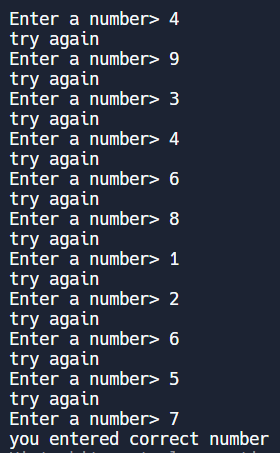 Enter a number> 4
try again
Enter a number> 9
try again
Enter a number> 3
try again
Enter a number> 4
try again
Enter a number> 6
try again
Enter a number> 8
try again
Enter a number> 1
try again
Enter a number> 2
try again
Enter a number> 6
try again
Enter a number> 5
try again
Enter a number> 7
you entered correct number